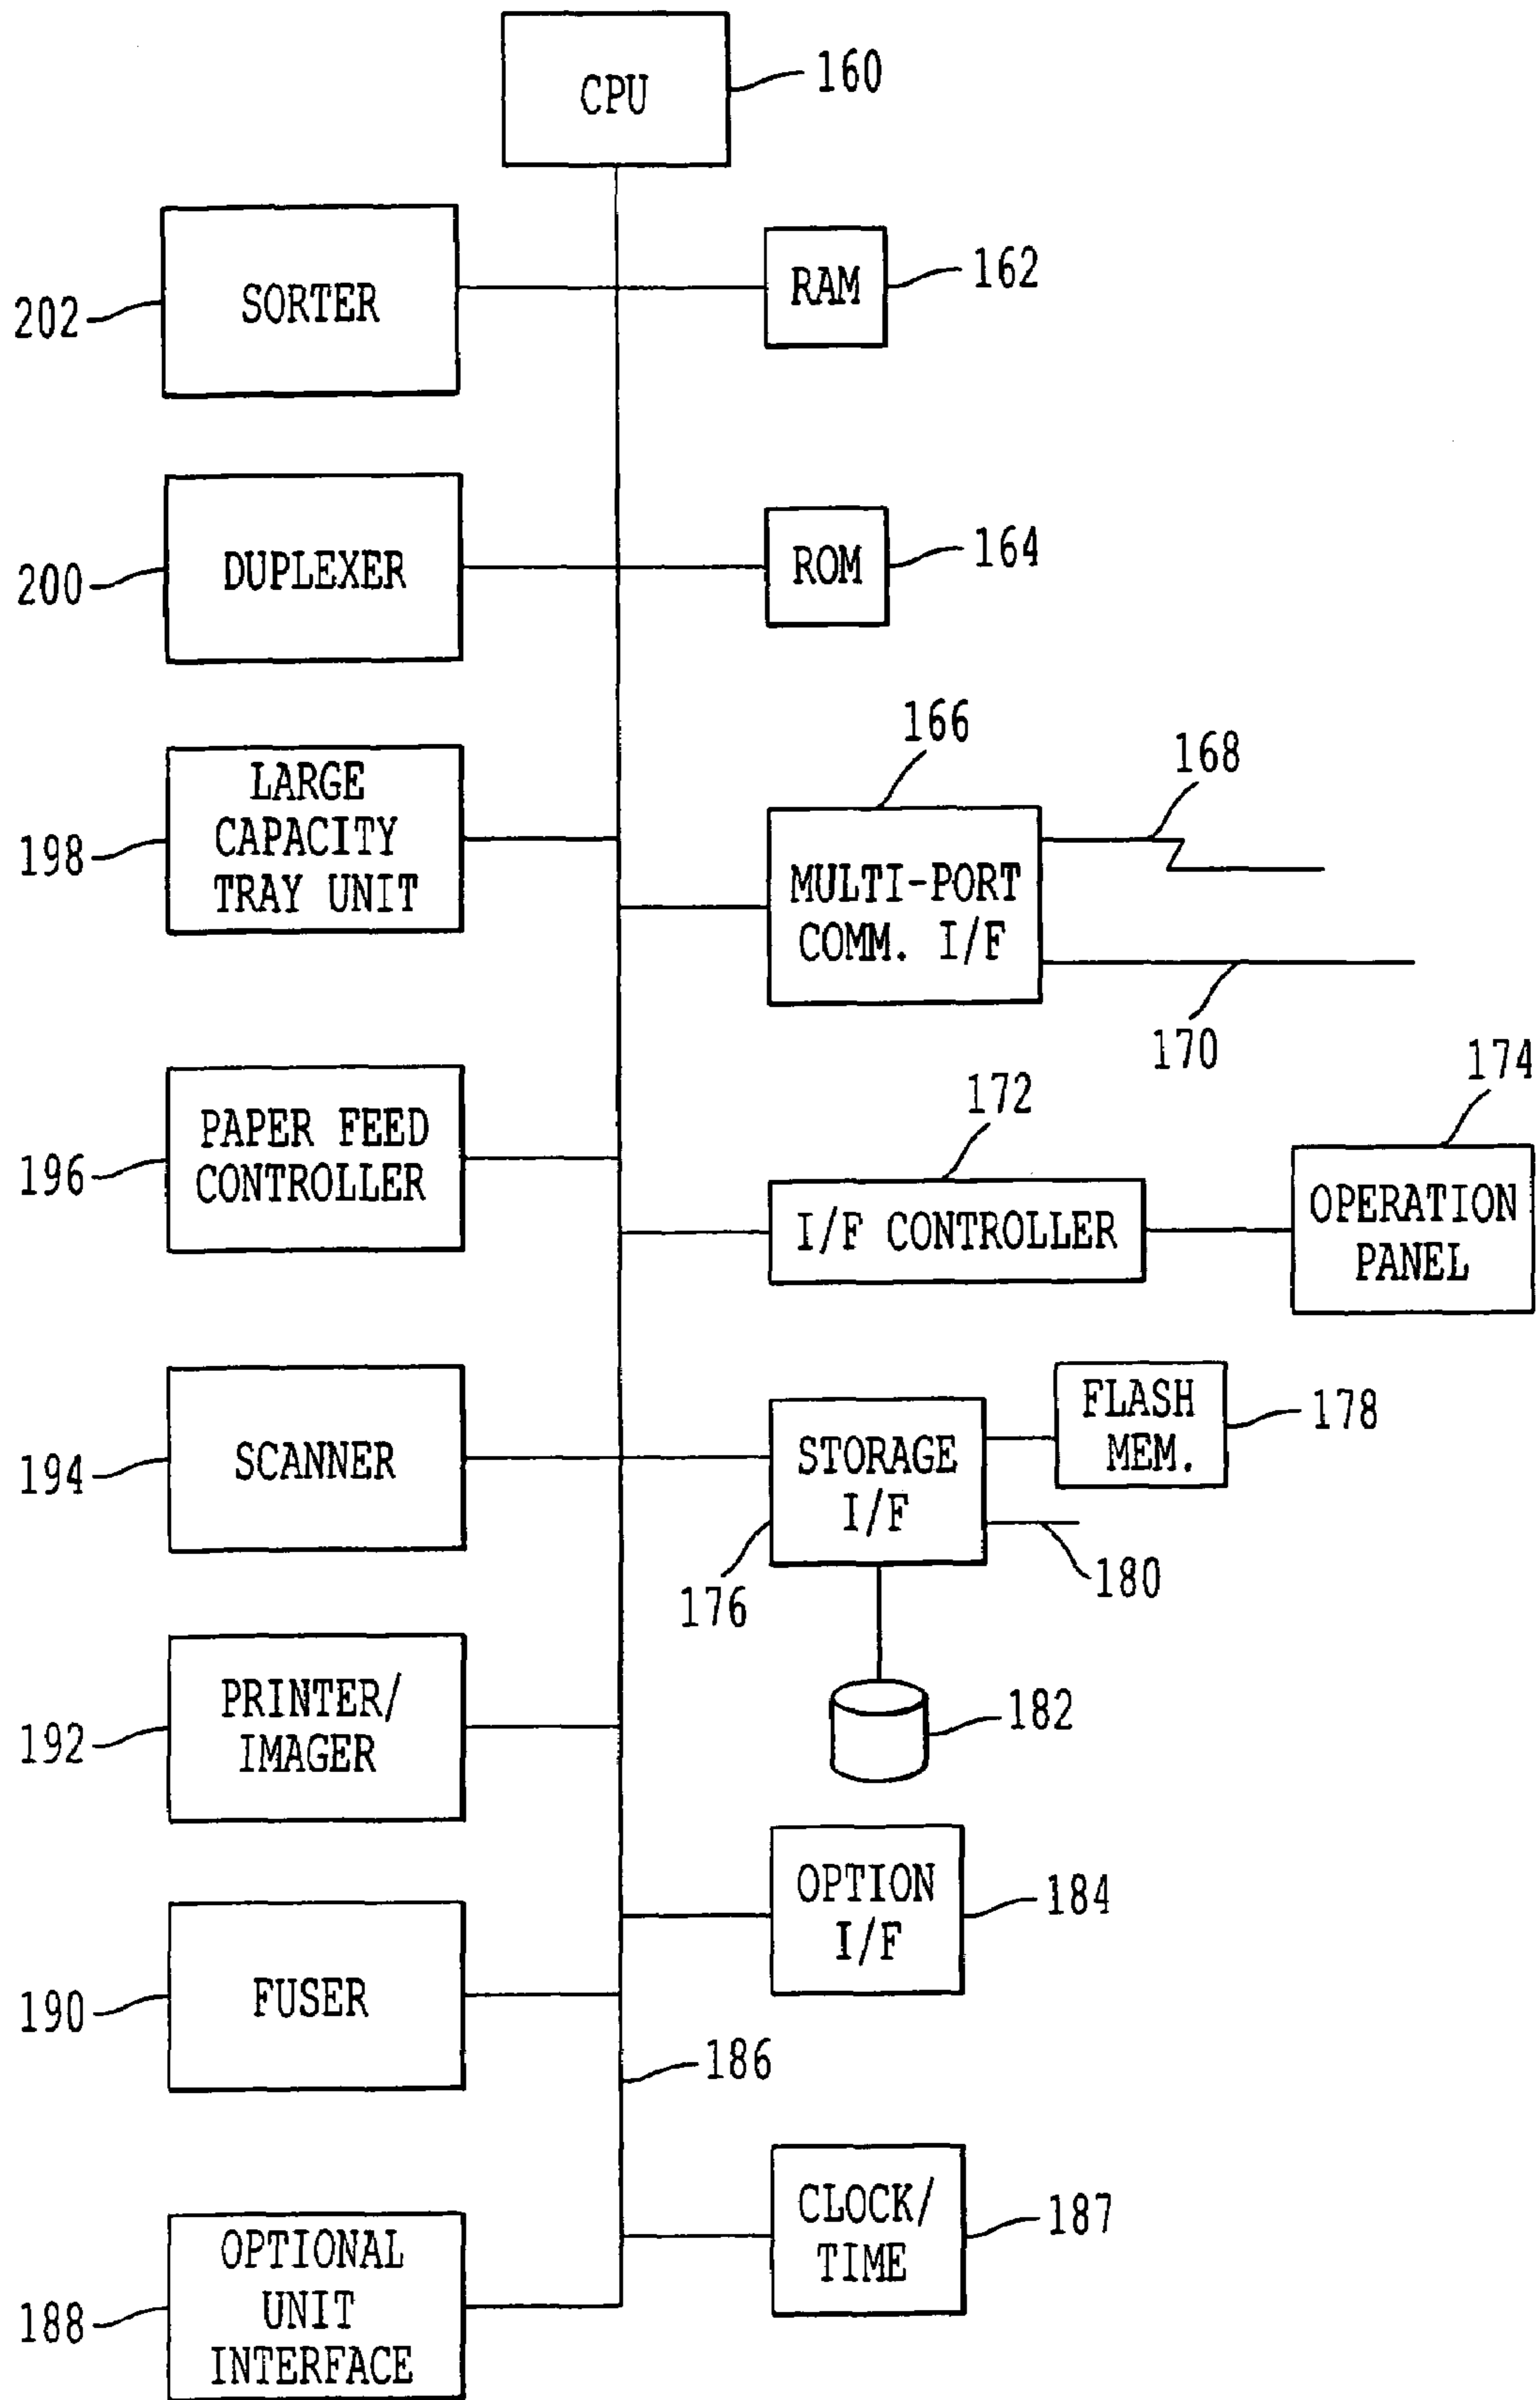 CPU
160
SORTER
202
RAM
162
DUPLEXER
200
ROM
164
LARGE
CAPACITY
TRAY UNIT
198
166
168
MULTI-PORT
COMM. I/F
170
PAPER FEED
CONTROLLER
196
172
I/F CONTROLLER
174
OPERATION
PANEL
SCANNER
194
STORAGE
I/F
176
FLASH
MEM.
178
180
182
PRINTER/
IMAGER
192
OPTION
I/F
184
FUSER
190
186
CLOCK/
TIME
187
OPTIONAL
UNIT
INTERFACE
188